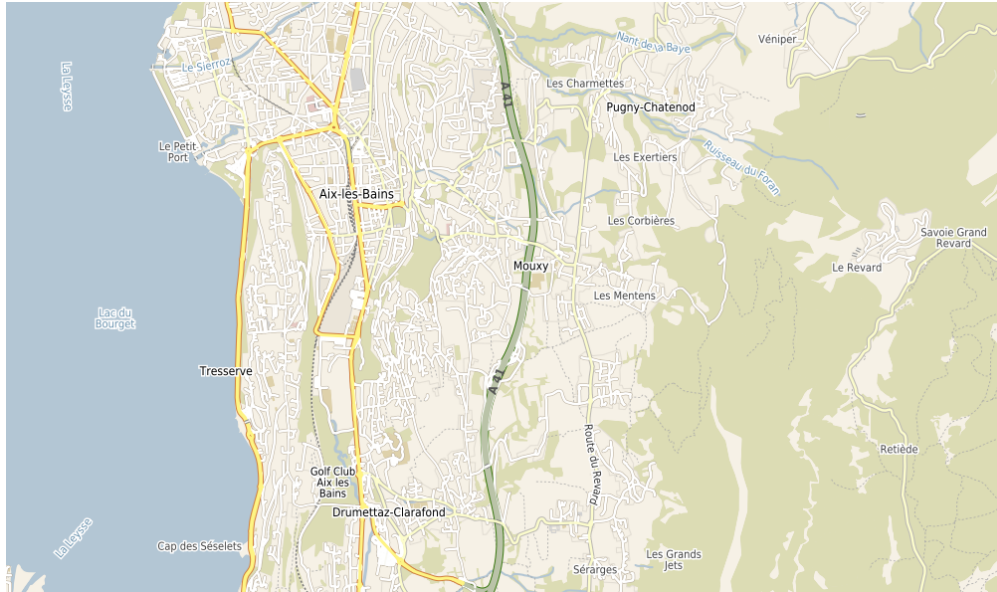 Véniper
Nant de la Baye
Le Sierroz
La Leysse
Les Charmettes
A 41
Pugny-Chatenod
Le Petit
Port
Les Exertiers
Ruisseau du Foran
Aix-les-Bains
Les Corbières
Savoie Grand
Revard
Mouxy
Le Revard
Les Mentens
Lac du
Bourget
Tresserve
A 41
Route du Revard
Retiède
Golf Club
Aix les
Bains
Drumettaz-Clarafond
La Leysse
Cap des Séselets
Les Grands
Jets
Sérarges